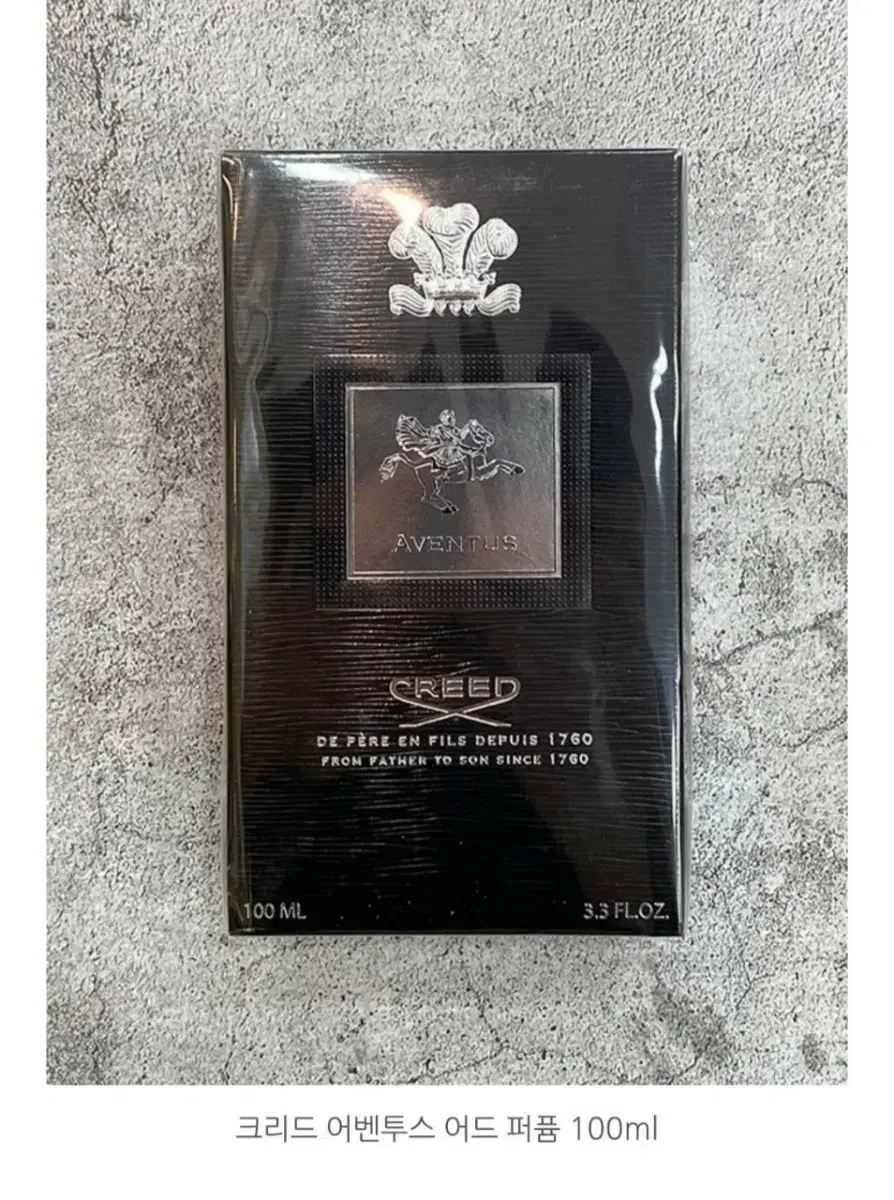 AVENTUS
CREED
DE PÈRE EN FILS DEPUIS 1760
FROM FATHER TO SON SINCE 1760
100 ML 3.3 FL.OZ.
크리드 어벤투스 어드 퍼퓸 100ml